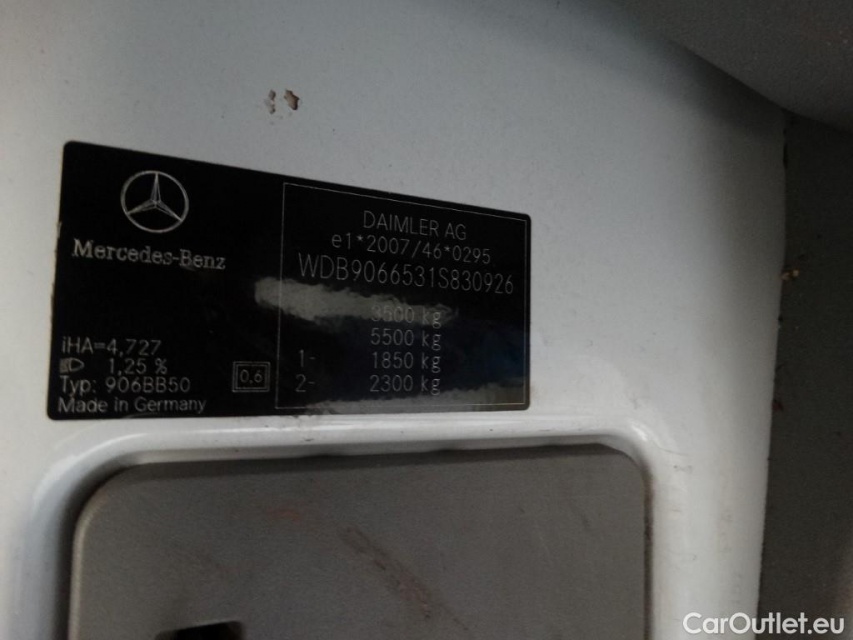 Mercedes-Benz
iHA=4,727
1,25 %
Typ: 906BB50
Made in Germany
0.6
DAIMLER AG
e1*2007/46*0295
WDB9066531S830926
3500 kg
5500 kg
1- 1850 kg
2- 2300 kg
CarOutlet.eu